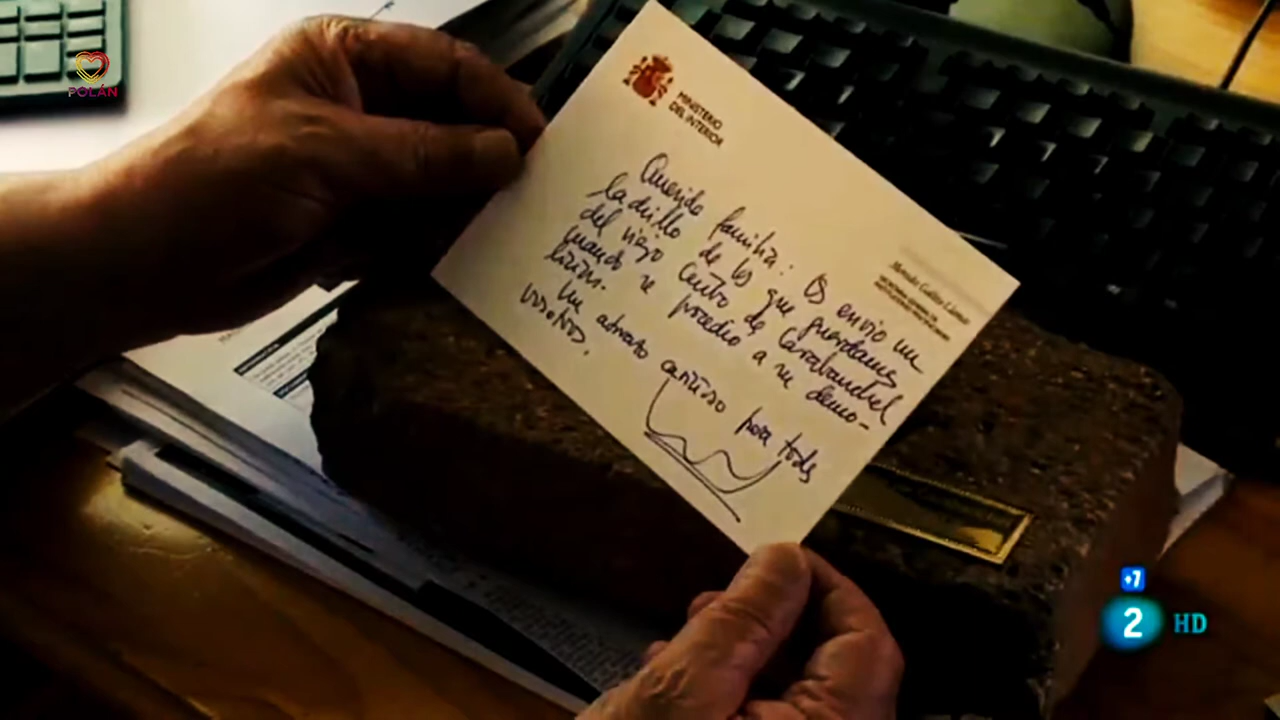 POLÁN
MINISTERIO
DEL INTERIOR
Querida familia: Os envío un
ladrillo de los que guardamos
del viejo Centro de Carabanchel
cuando se procedió a su demo-
lición.
Un abrazo cariñoso para todos
vosotros.
+7
2 HD